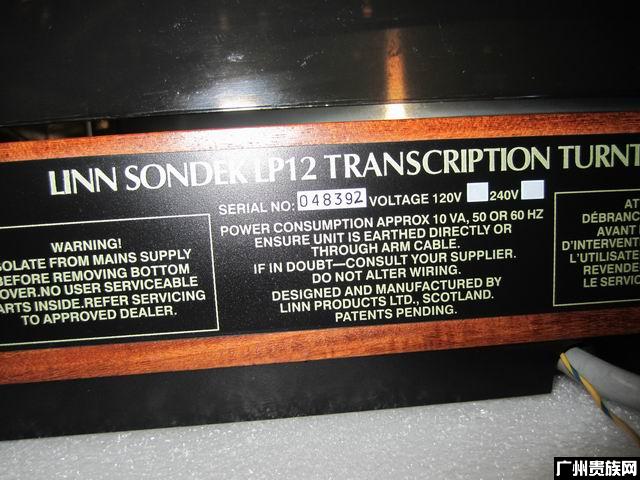 LINN SONDEK LP12 TRANSCRIPTION TURNT
SERIAL NO: 048392 VOLTAGE 120V 240V
POWER CONSUMPTION APPROX 10 VA, 50 OR 60 HZ
ENSURE UNIT IS EARTHED DIRECTLY OR
THROUGH ARM CABLE.
IF IN DOUBT—CONSULT YOUR SUPPLIER.
DO NOT ALTER WIRING.
DESIGNED AND MANUFACTURED BY
LINN PRODUCTS LTD., SCOTLAND.
PATENTS PENDING.
WARNING!
SOLATE FROM MAINS SUPPLY
BEFORE REMOVING BOTTOM
OVER.NO USER SERVICEABLE
ARTS INSIDE.REFER SERVICING
TO APPROVED DEALER.
AT
DÉBRANC
AVANT
D'INTERVENT
L'UTILISATE
REVENDE
LE SERVIC
广州贵族网